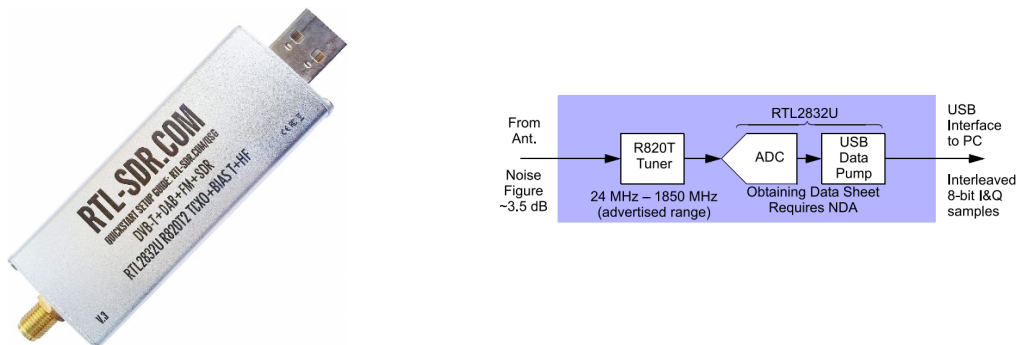 RTL-SDR.COM
QUICKSTART SETUP GUIDE: RTL-SDR.COM/QSG
DVB-T+DAB+FM+SDR
RTL2832U R820T2 TCXO+BIAS T+HF
V.3
From
Ant.
Noise
Figure
~3.5 dB
R820T
Tuner
24 MHz – 1850 MHz
(advertised range)
RTL2832U
ADC
USB
Data
Pump
Obtaining Data Sheet
Requires NDA
USB
Interface
to PC
Interleaved
8-bit I&Q
samples